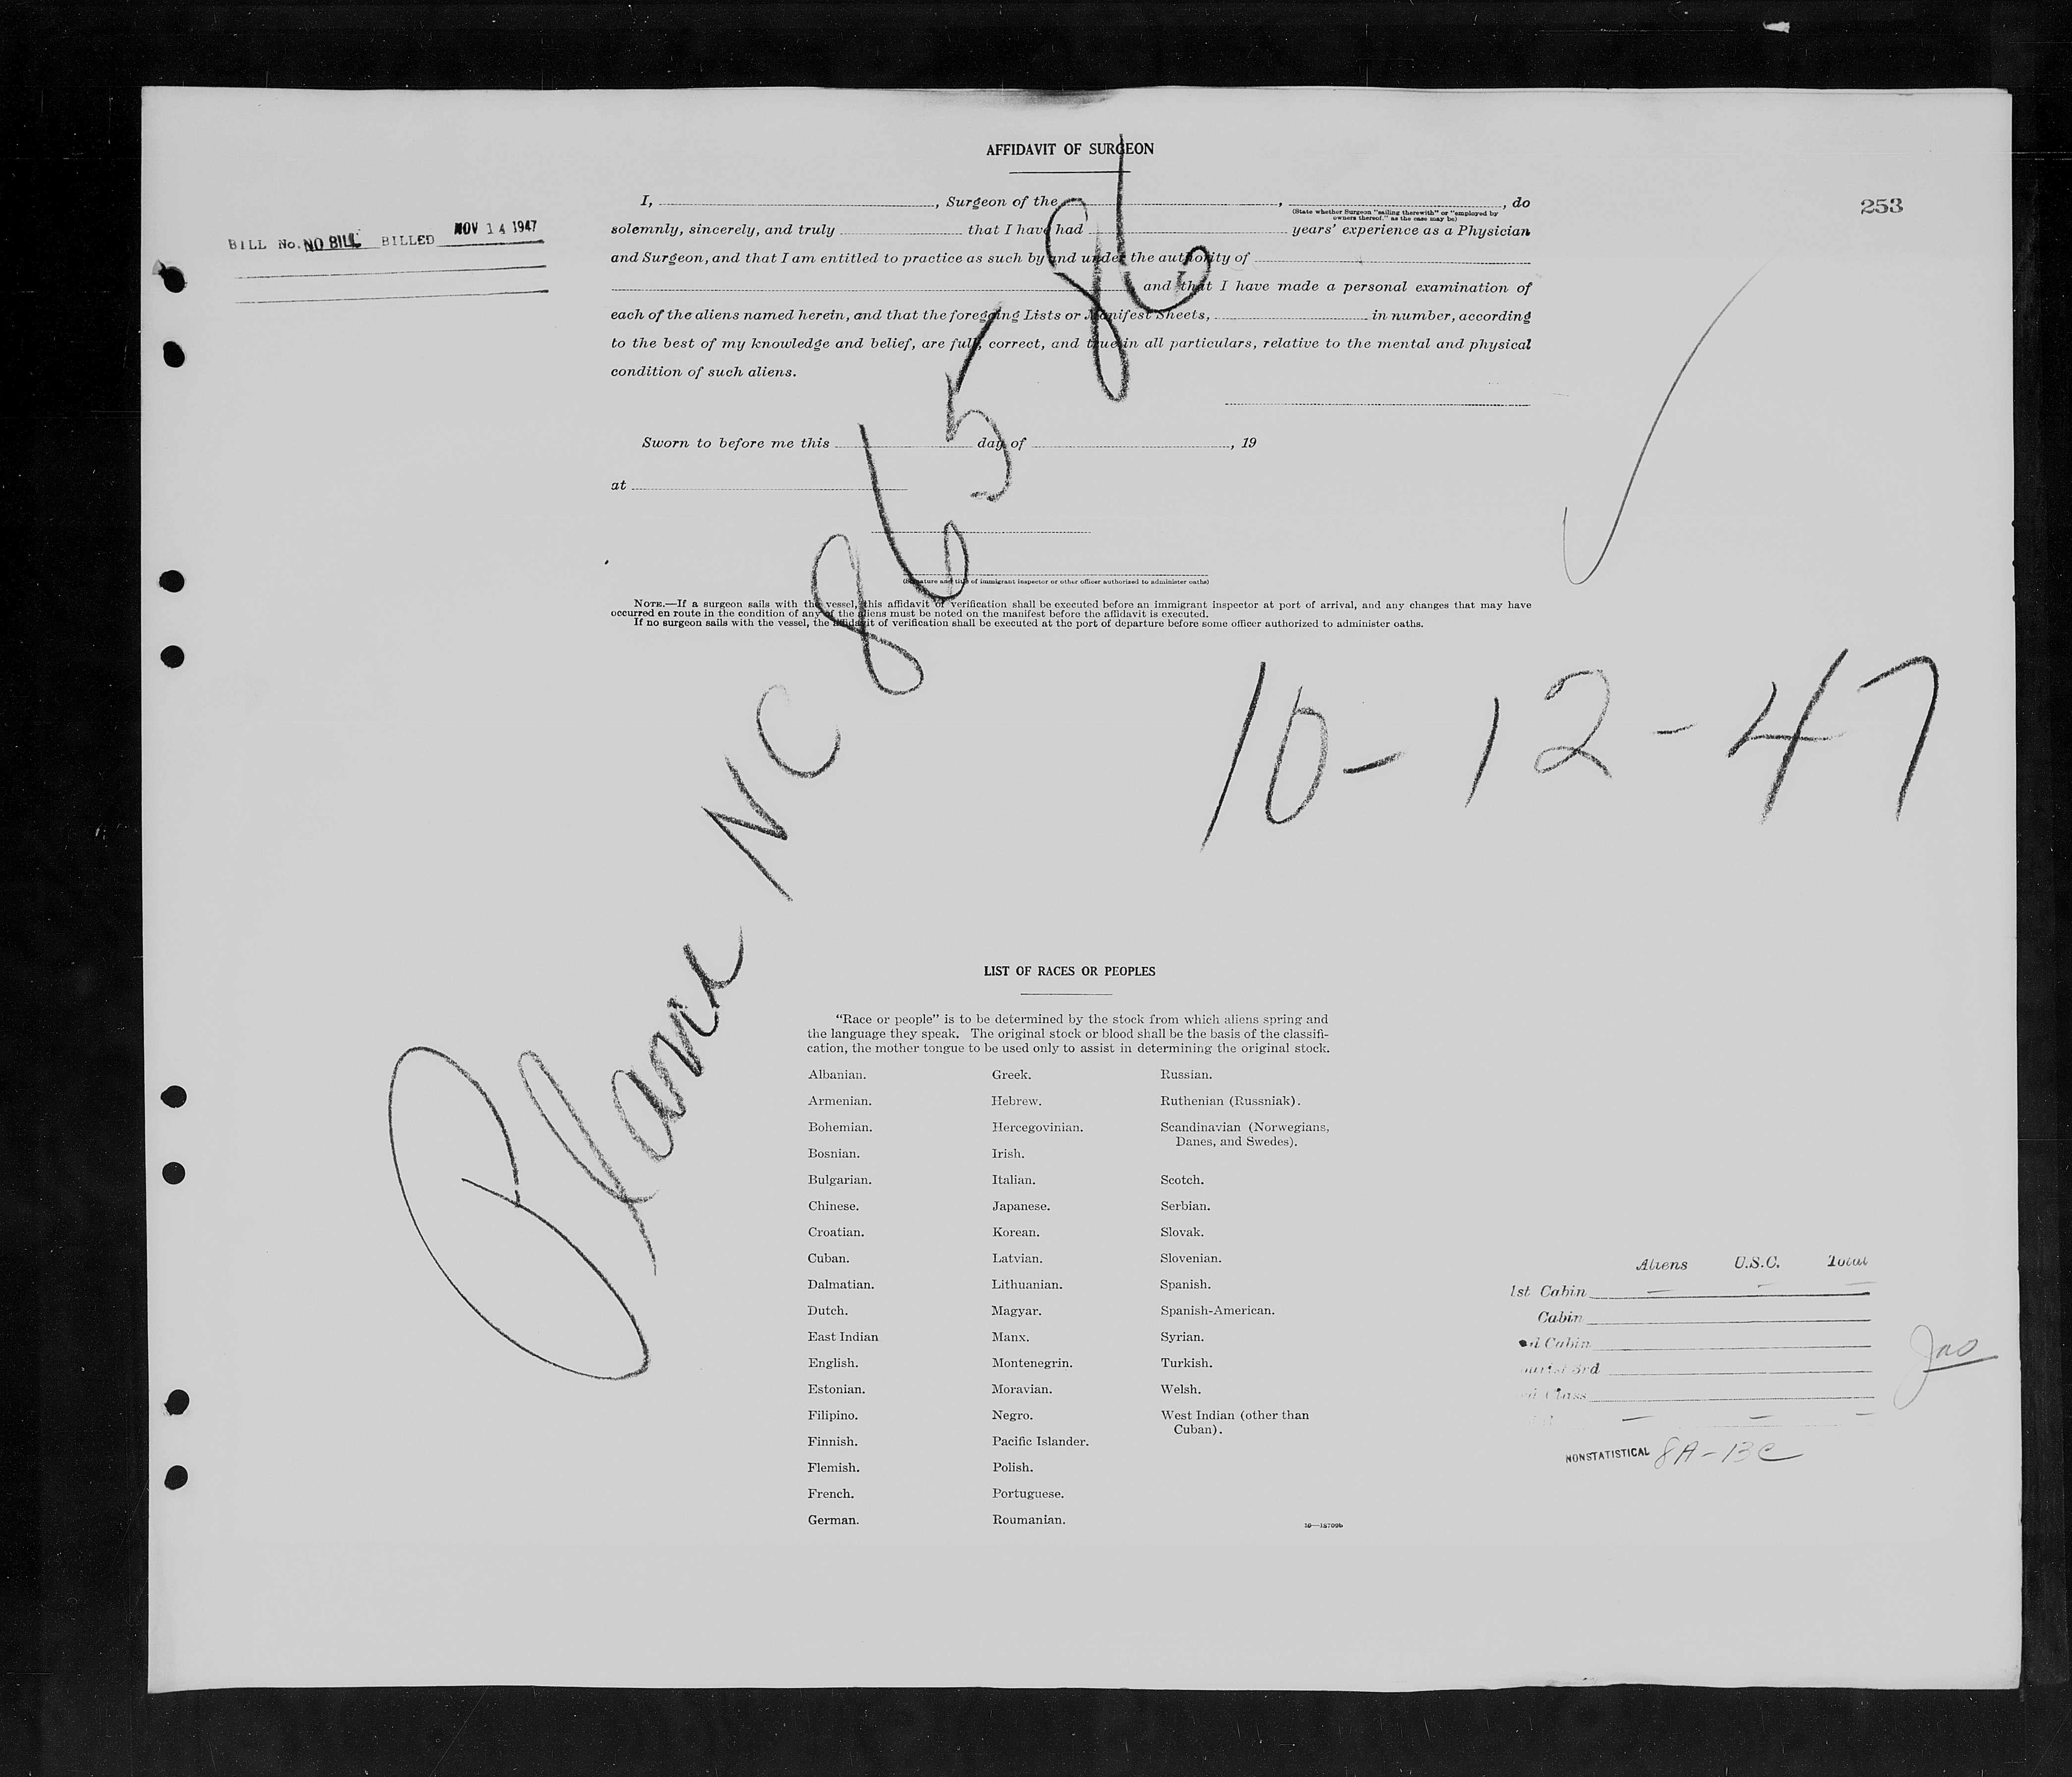 AFFIDAVIT OF SURGEON
253
I, , Surgeon of the , , do
(State whether Surgeon "sailing therewith" or "employed by
owners thereof," as the case may be)
BILL No. NO BILL BILLED NOV 14 1947
solemnly, sincerely, and truly that I have had years' experience as a Physician
and Surgeon, and that I am entitled to practice as such by and under the authority of
and that I have made a personal examination of
each of the aliens named herein, and that the foregoing Lists or Manifest Sheets, in number, according
to the best of my knowledge and belief, are full, correct, and true in all particulars, relative to the mental and physical
condition of such aliens.
Sworn to before me this day of , 19
at
(Signature and title of immigrant inspector or other officer authorized to administer oaths)
NOTE.—If a surgeon sails with the vessel, this affidavit of verification shall be executed before an immigrant inspector at port of arrival, and any changes that may have
occurred en route in the condition of any of the aliens must be noted on the manifest before the affidavit is executed.
If no surgeon sails with the vessel, the affidavit of verification shall be executed at the port of departure before some officer authorized to administer oaths.
Plane NC 86586
10-12-47
LIST OF RACES OR PEOPLES
"Race or people" is to be determined by the stock from which aliens spring and
the language they speak. The original stock or blood shall be the basis of the classifi-
cation, the mother tongue to be used only to assist in determining the original stock.
Albanian.
Armenian.
Bohemian.
Bosnian.
Bulgarian.
Chinese.
Croatian.
Cuban.
Dalmatian.
Dutch.
East Indian
English.
Estonian.
Filipino.
Finnish.
Flemish.
French.
German.
Greek.
Hebrew.
Hercegovinian.
Irish.
Italian.
Japanese.
Korean.
Latvian.
Lithuanian.
Magyar.
Manx.
Montenegrin.
Moravian.
Negro.
Pacific Islander.
Polish.
Portuguese.
Roumanian.
Russian.
Ruthenian (Russniak).
Scandinavian (Norwegians,
Danes, and Swedes).
Scotch.
Serbian.
Slovak.
Slovenian.
Spanish.
Spanish-American.
Syrian.
Turkish.
Welsh.
West Indian (other than
Cuban).
Aliens U.S.C. Total
1st Cabin — — —
Cabin
Cabin
3rd
Class
— — —
NONSTATISTICAL 8A-13C